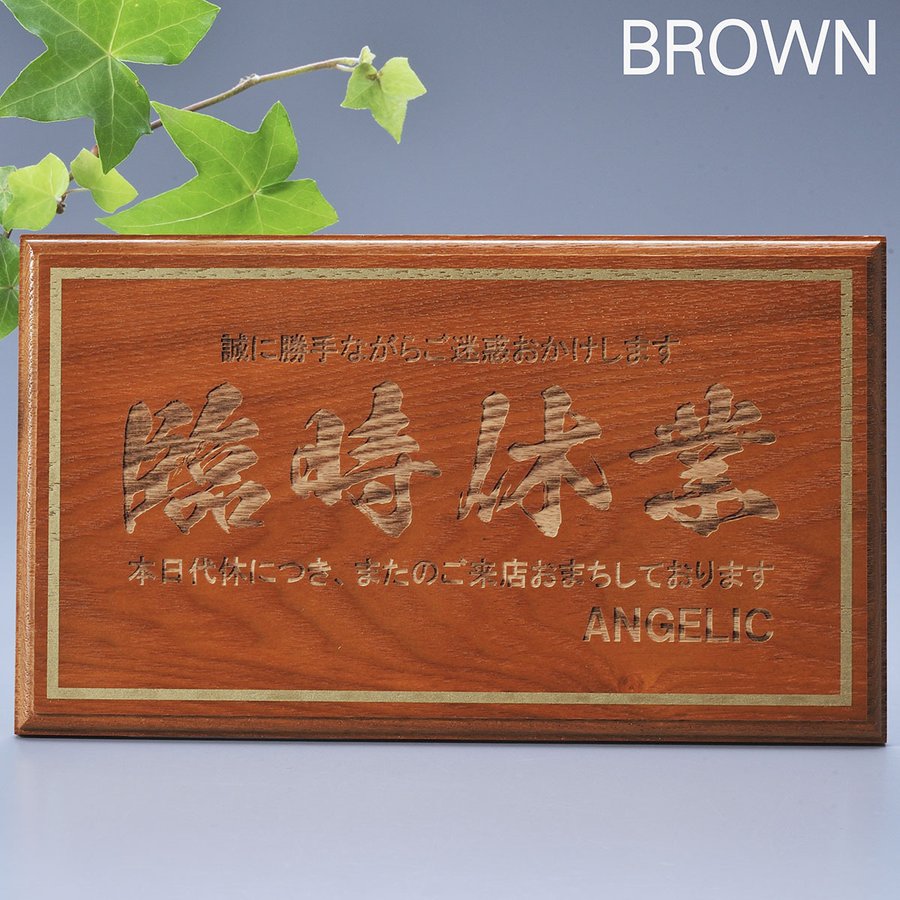 BROWN
誠に勝手ながらご迷惑おかけします
臨時休業
本日代休につき、またのご来店おまちしております
ANGELIC